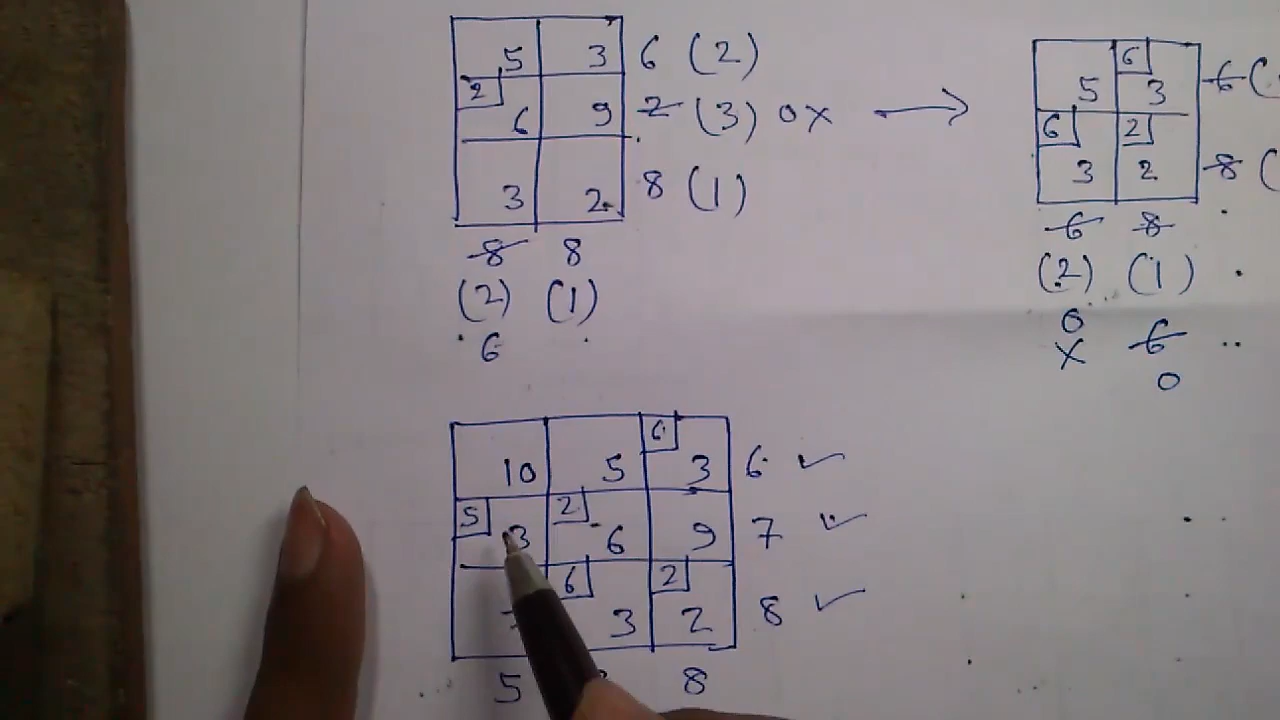 5 3 6 (2)
2
6 9 2 (3) 0X
3 2 8 (1)
8 8
(2) (1)
6
6
5 3 6 (
6 2
3 2 8 (
6 8
(2) (1)
0
X 6
0
6
10 5 3 6
5 2
3 6 9 7
6 2
3 2 8
5 8